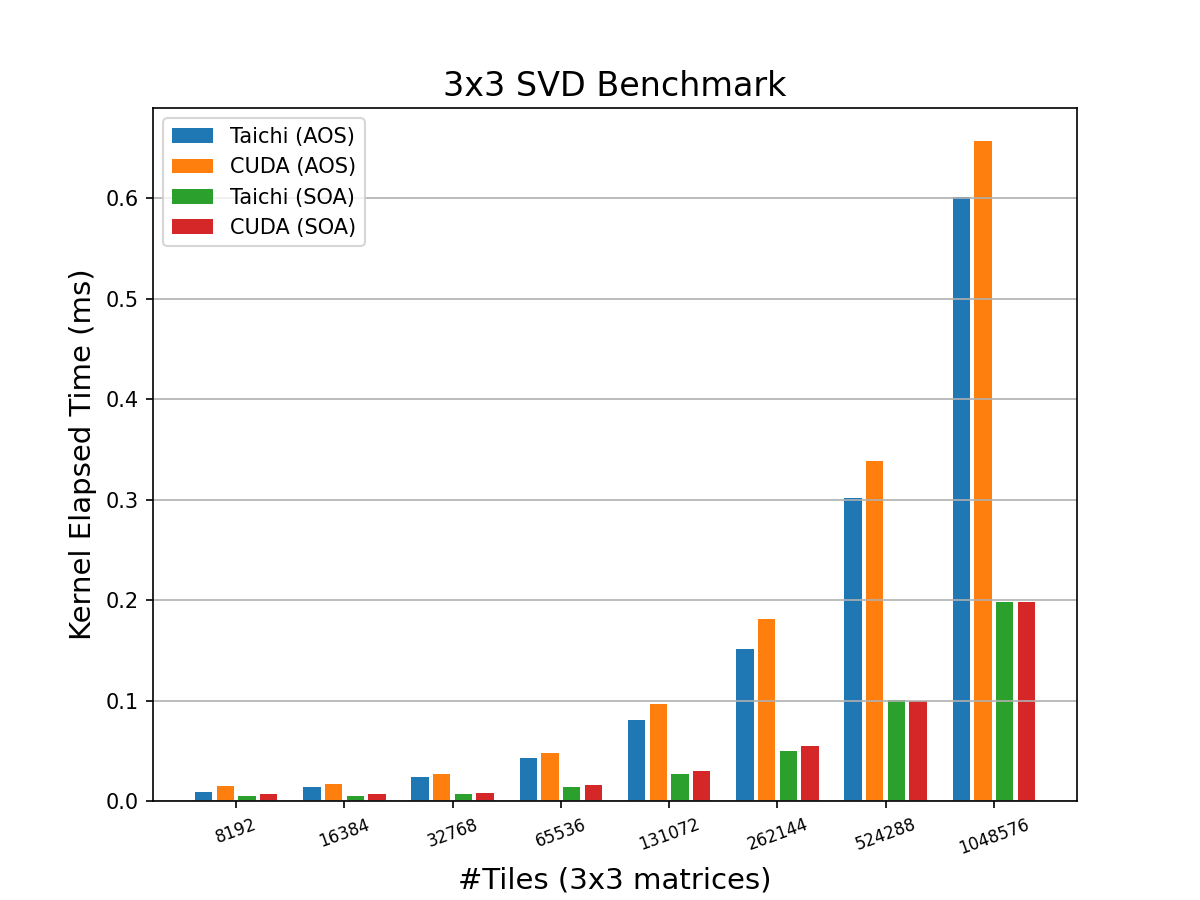 3x3 SVD Benchmark
Taichi (AOS)
CUDA (AOS)
Taichi (SOA)
CUDA (SOA)
Kernel Elapsed Time (ms)
0.6
0.5
0.4
0.3
0.2
0.1
0.0
8192 16384 32768 65536 131072 262144 524288 1048576
#Tiles (3x3 matrices)